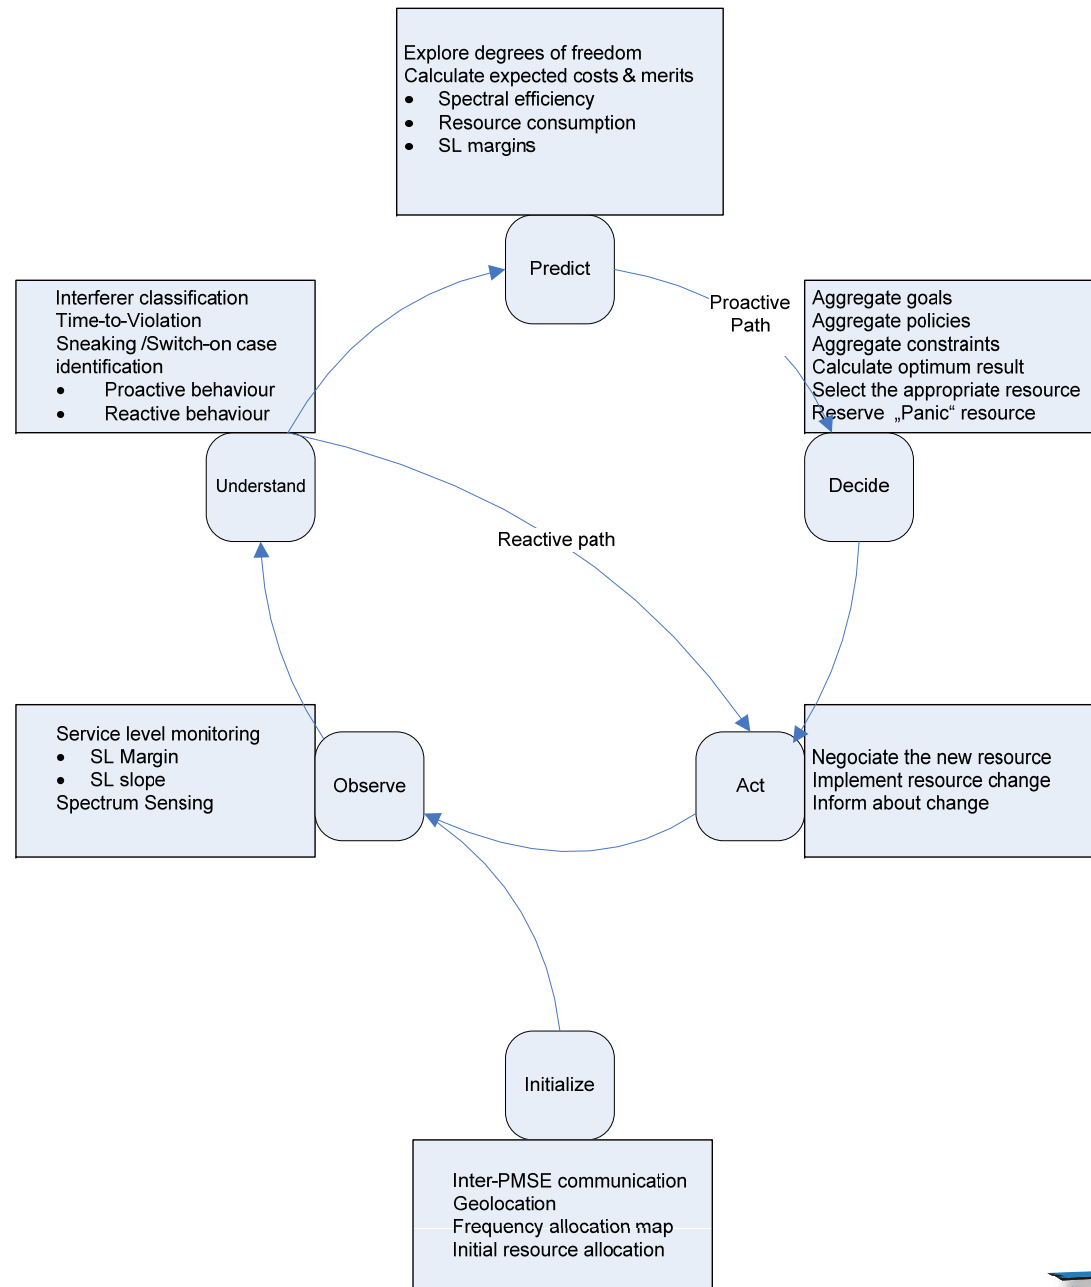 Explore degrees of freedom
Calculate expected costs & merits
• Spectral efficiency
• Resource consumption
• SL margins
Predict
Proactive
Path
Interferer classification
Time-to-Violation
Sneaking /Switch-on case
identification
• Proactive behaviour
• Reactive behaviour
Aggregate goals
Aggregate policies
Aggregate constraints
Calculate optimum result
Select the appropriate resource
Reserve „Panic“ resource
Understand
Decide
Reactive path
Service level monitoring
• SL Margin
• SL slope
Spectrum Sensing
Observe
Act
Negociate the new resource
Implement resource change
Inform about change
Initialize
Inter-PMSE communication
Geolocation
Frequency allocation map
Initial resource allocation